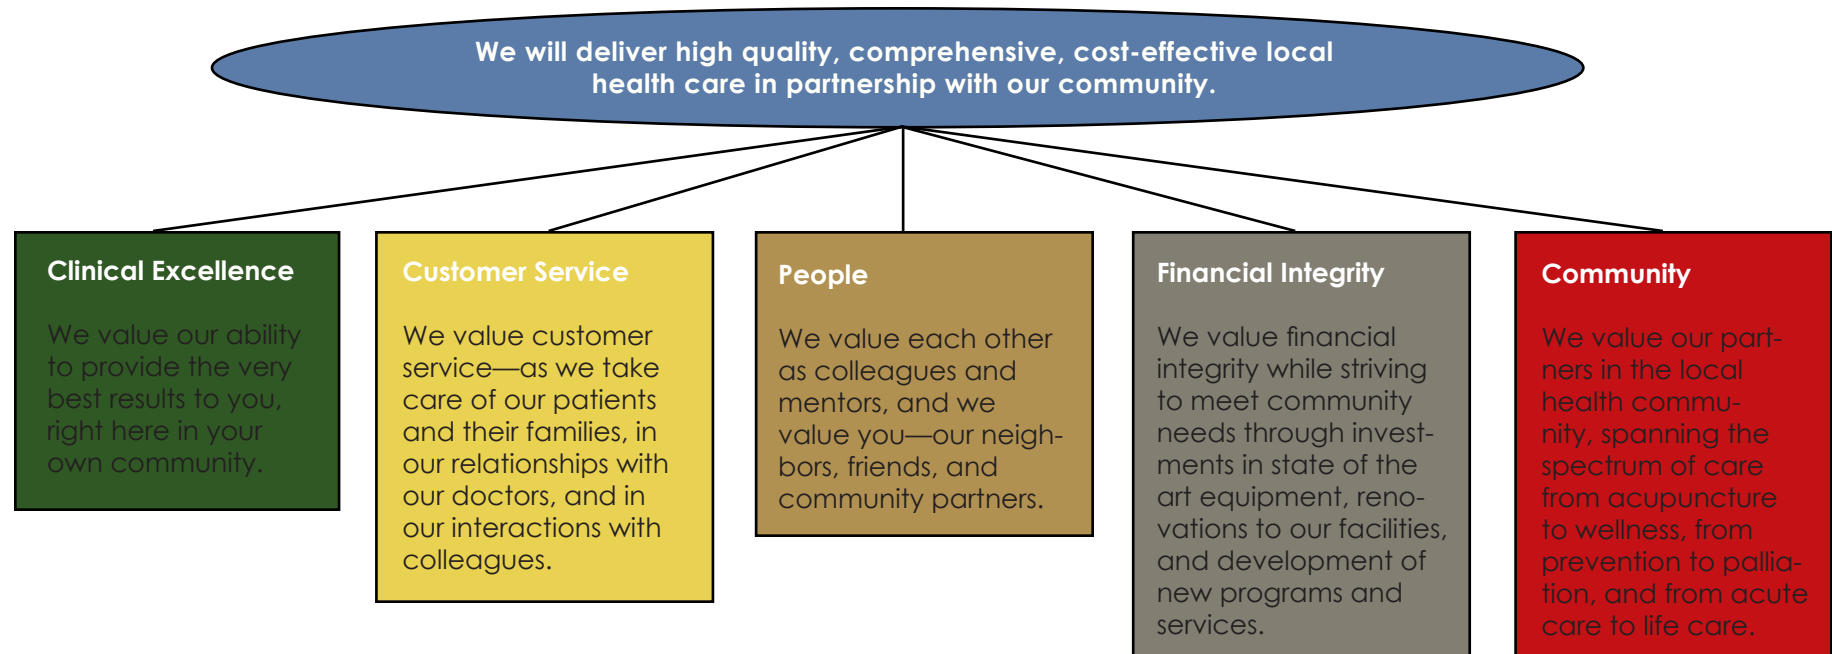 We will deliver high quality, comprehensive, cost-effective local
health care in partnership with our community.
Clinical Excellence
We value our ability
to provide the very
best results to you,
right here in your
own community.
Customer Service
We value customer
service—as we take
care of our patients
and their families, in
our relationships with
our doctors, and in
our interactions with
colleagues.
People
We value each other
as colleagues and
mentors, and we
value you—our neigh-
bors, friends, and
community partners.
Financial Integrity
We value financial
integrity while striving
to meet community
needs through invest-
ments in state of the
art equipment, reno-
vations to our facilities,
and development of
new programs and
services.
Community
We value our part-
ners in the local
health commu-
nity, spanning the
spectrum of care
from acupuncture
to wellness, from
prevention to pallia-
tion, and from acute
care to life care.